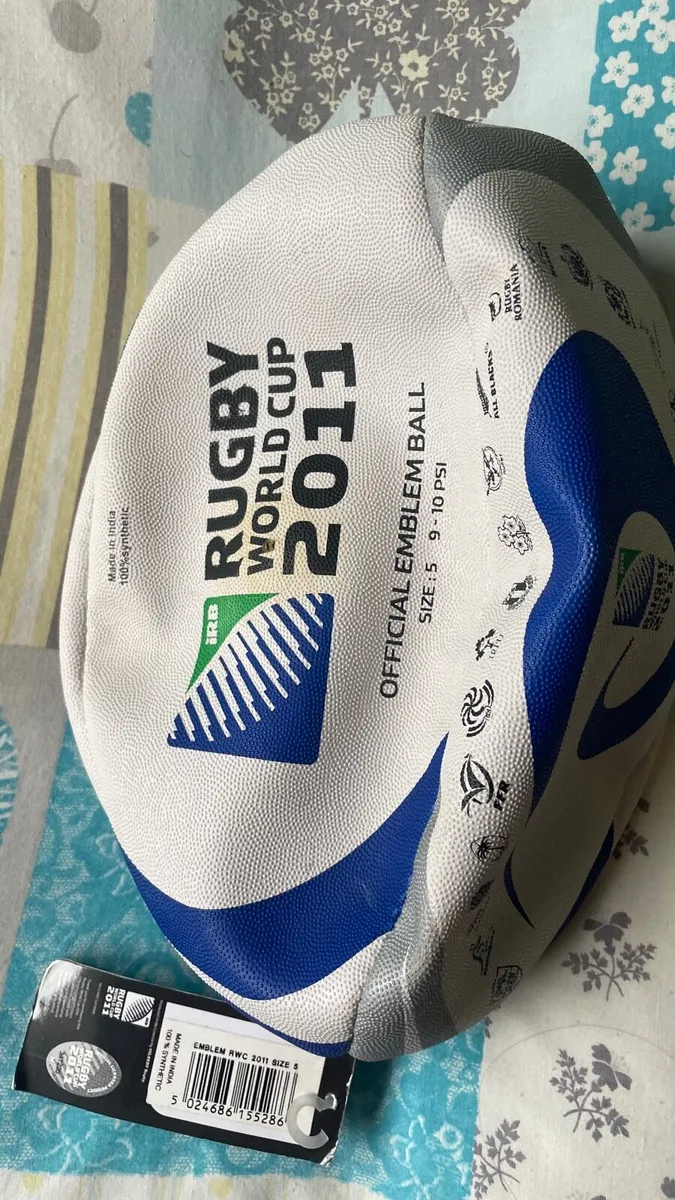 Made in India
100% synthetic
iRB
RUGBY
WORLD CUP
2011
OFFICIAL EMBLEM BALL
SIZE : 5 9 - 10 PSI
RUGBY
ROMANIA
ALL BLACKS
FFR
RUGBY
WORLD CUP
2011
RUGBY
2011
EMBLEM RWC 2011 SIZE 5
MADE IN INDIA
100 % SYNTHETIC
5 024686 155286